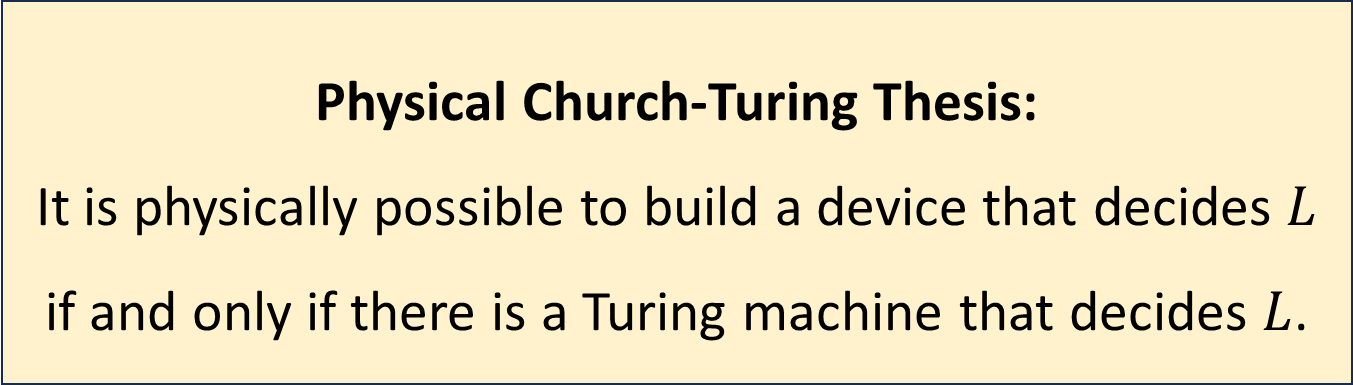 Physical Church-Turing Thesis:
It is physically possible to build a device that decides L
if and only if there is a Turing machine that decides L.